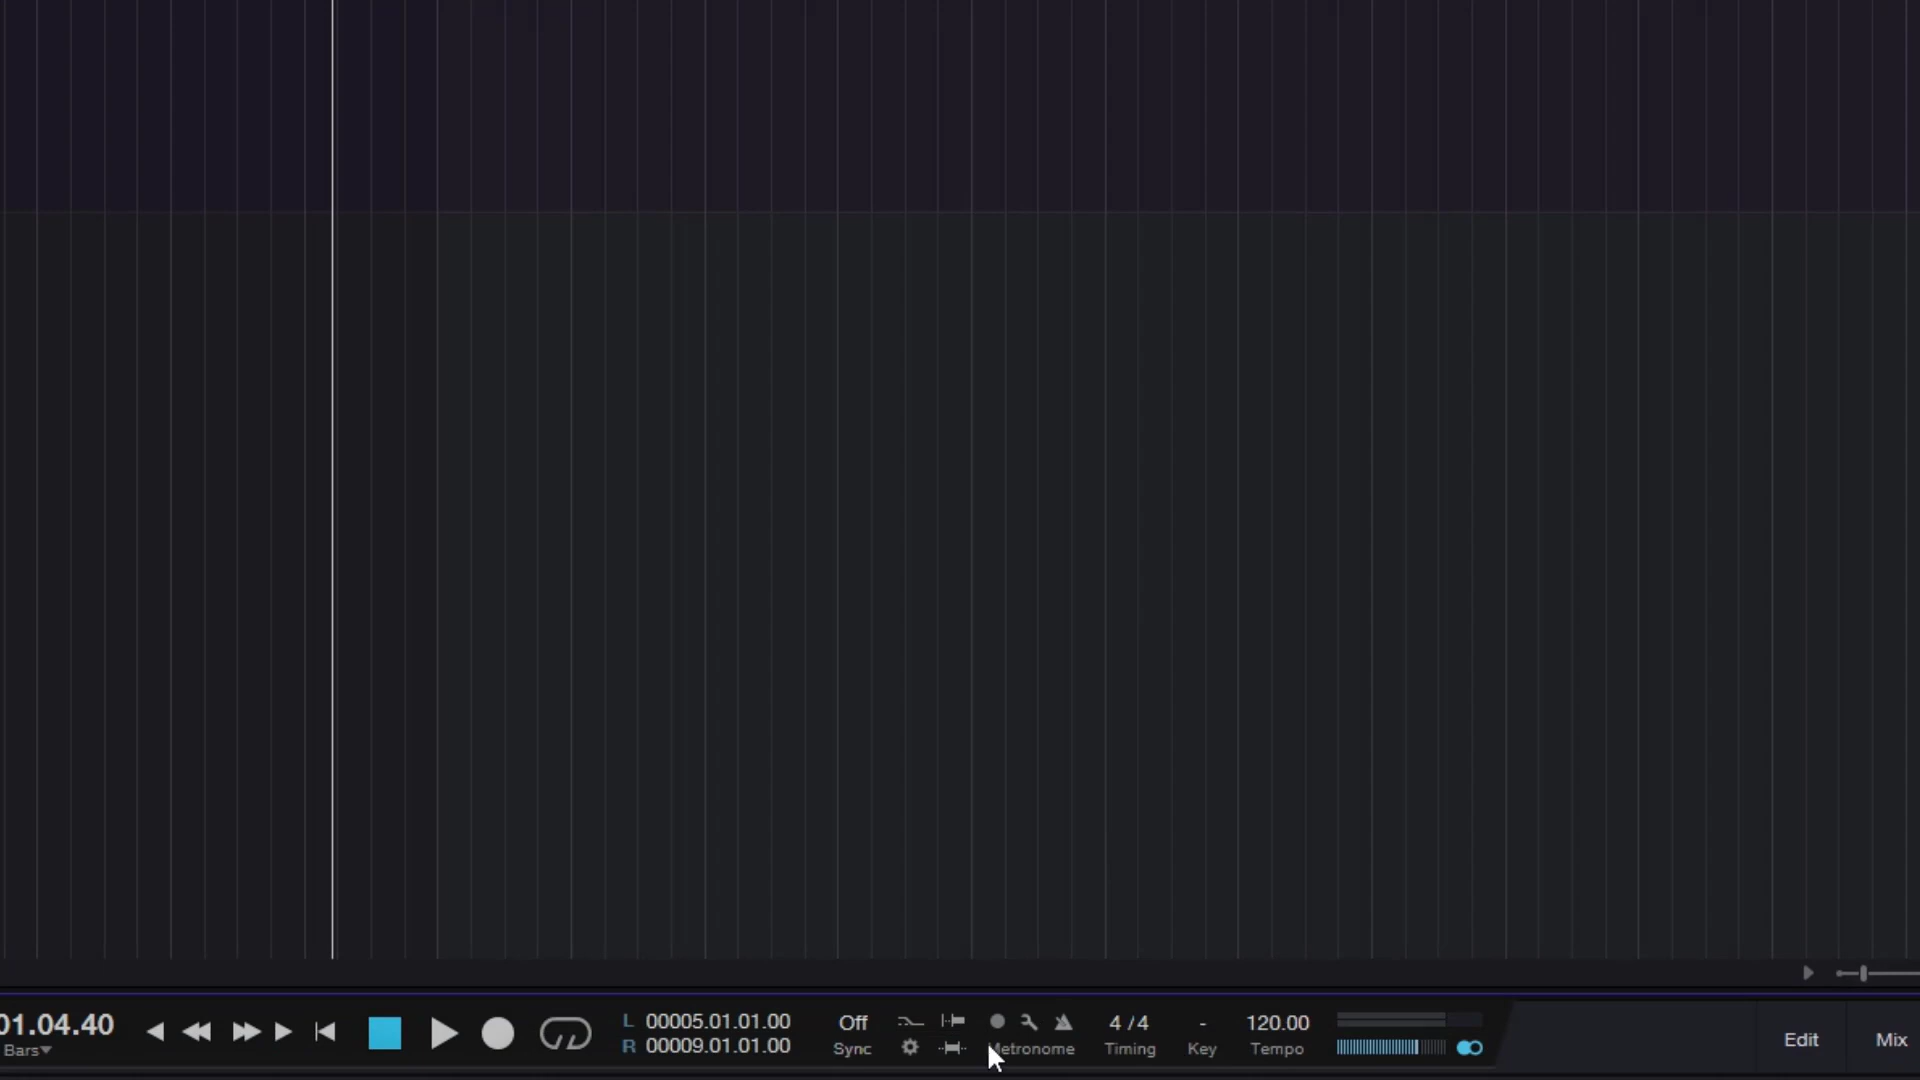 01.04.40
Bars
L 00005.01.01.00
R 00009.01.01.00
Off
Sync
Metronome
4 / 4
Timing
-
Key
120.00
Tempo
Edit
Mix